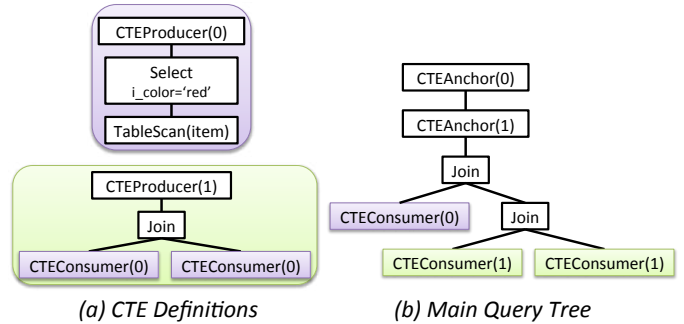 CTEProducer(0)
Select
i_color=‘red’
TableScan(item)
CTEProducer(1)
Join
CTEConsumer(0) CTEConsumer(0)
(a) CTE Definitions
CTEAnchor(0)
CTEAnchor(1)
Join
CTEConsumer(0) Join
CTEConsumer(1) CTEConsumer(1)
(b) Main Query Tree